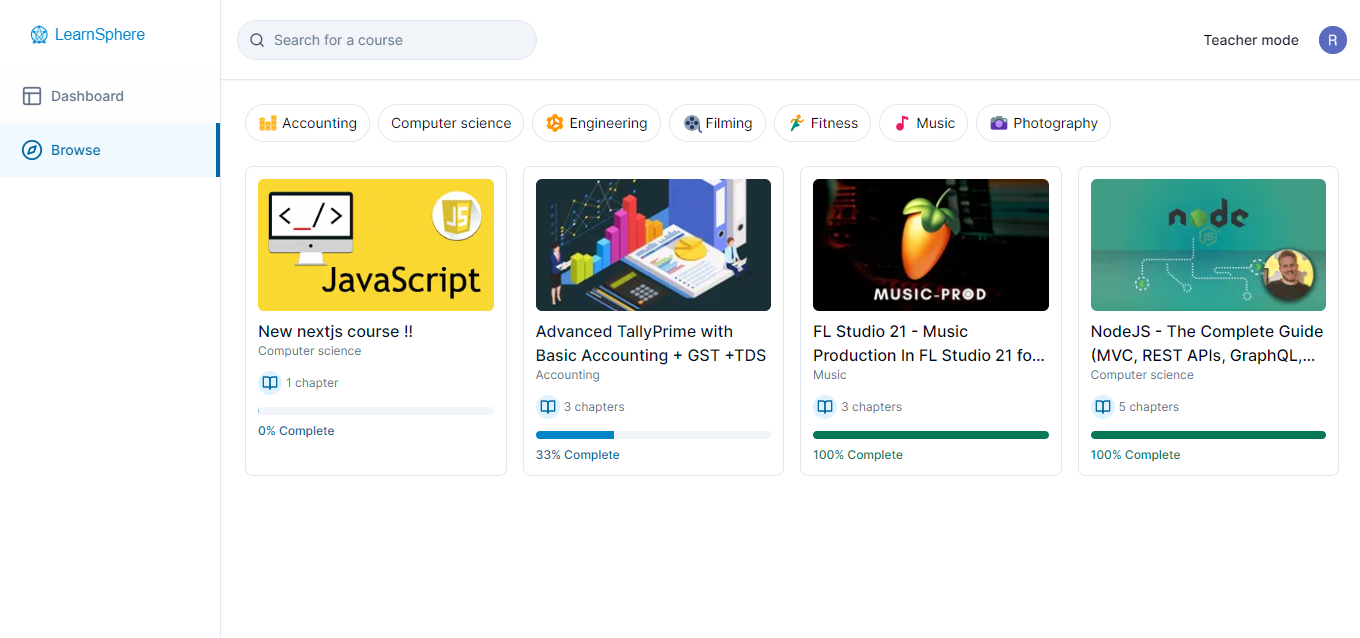 LearnSphere
Search for a course
Teacher mode
R
Dashboard
Browse
Accounting
Computer science
Engineering
Filming
Fitness
Music
Photography
<_/>
JS
JavaScript
New nextjs course !!
Computer science
1 chapter
0% Complete
Advanced TallyPrime with
Basic Accounting + GST +TDS
Accounting
3 chapters
33% Complete
MUSIC-PROD
FL Studio 21 - Music
Production In FL Studio 21 fo...
Music
3 chapters
100% Complete
node
JS
NodeJS - The Complete Guide
(MVC, REST APIs, GraphQL,...
Computer science
5 chapters
100% Complete